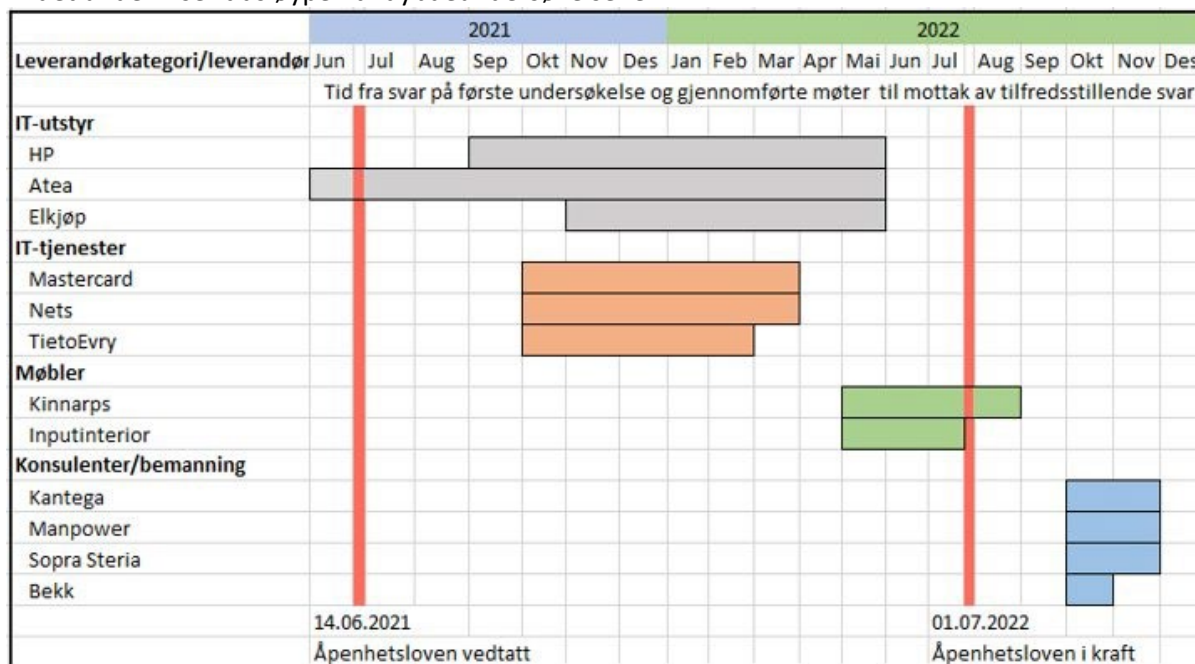 2021 2022
Leverandørkategori/leverandør Jun Jul Aug Sep Okt Nov Des Jan Feb Mar Apr Mai Jun Jul Aug Sep Okt Nov Des
Tid fra svar på første undersøkelse og gjennomførte møter til mottak av tilfredsstillende svar
IT-utstyr
HP
Atea
Elkjøp
IT-tjenester
Mastercard
Nets
TietoEvry
Møbler
Kinnarps
Inputinterior
Konsulenter/bemanning
Kantega
Manpower
Sopra Steria
Bekk
14.06.2021 01.07.2022
Åpenhetsloven vedtatt Åpenhetsloven i kraft